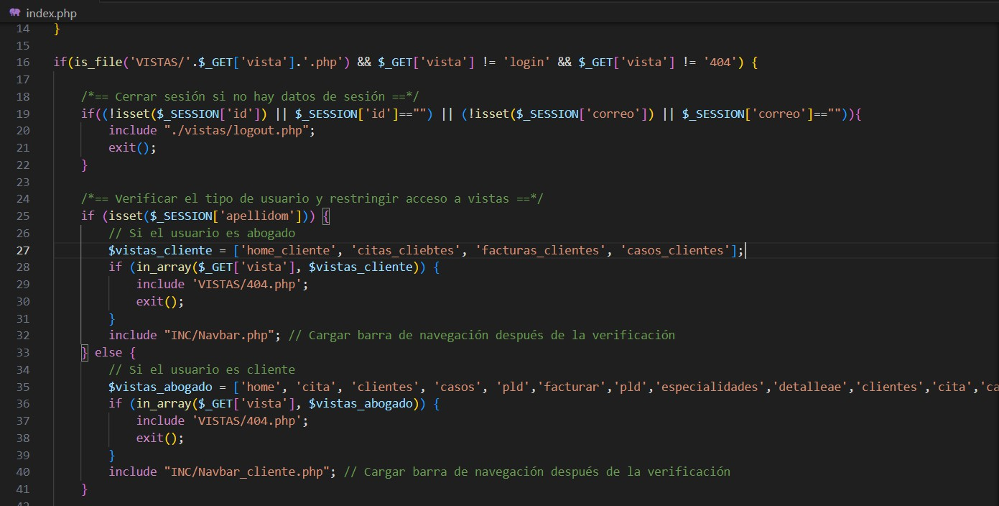 index.php
14 }
15
16 if(is_file('VISTAS/'.$_GET['vista'].'.php') && $_GET['vista'] != 'login' && $_GET['vista'] != '404') {
17
18 /*== Cerrar sesión si no hay datos de sesión ==*/
19 if((!isset($_SESSION['id']) || $_SESSION['id']=="") || (!isset($_SESSION['correo']) || $_SESSION['correo']=="")){
20 include "./vistas/logout.php";
21 exit();
22 }
23
24 /*== Verificar el tipo de usuario y restringir acceso a vistas ==*/
25 if (isset($_SESSION['apellidom'])) {
26 // Si el usuario es abogado
27 $vistas_cliente = ['home_cliente', 'citas_cliebtes', 'facturas_clientes', 'casos_clientes'];
28 if (in_array($_GET['vista'], $vistas_cliente)) {
29 include 'VISTAS/404.php';
30 exit();
31 }
32 include "INC/Navbar.php"; // Cargar barra de navegación después de la verificación
33 } else {
34 // Si el usuario es cliente
35 $vistas_abogado = ['home', 'cita', 'clientes', 'casos', 'pld','facturar','pld','especialidades','detalleae','clientes','cita','ca
36 if (in_array($_GET['vista'], $vistas_abogado)) {
37 include 'VISTAS/404.php';
38 exit();
39 }
40 include "INC/Navbar_cliente.php"; // Cargar barra de navegación después de la verificación
41 }
42